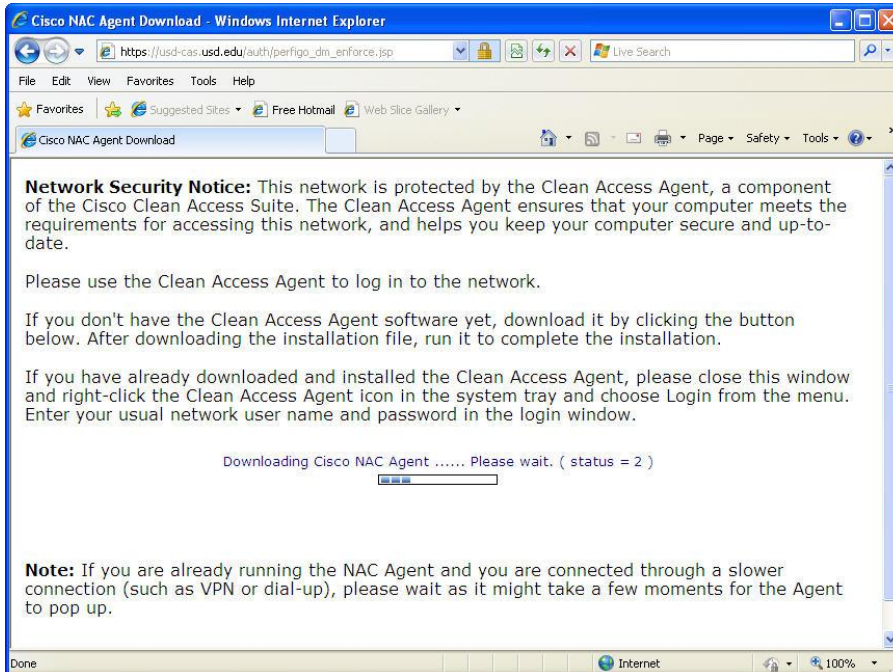 Cisco NAC Agent Download - Windows Internet Explorer
https://usd-cas.usd.edu/auth/perfigo_dm_enforce.jsp
Live Search
File Edit View Favorites Tools Help
Favorites Suggested Sites Free Hotmail Web Slice Gallery
Cisco NAC Agent Download Page Safety Tools
Network Security Notice: This network is protected by the Clean Access Agent, a component
of the Cisco Clean Access Suite. The Clean Access Agent ensures that your computer meets the
requirements for accessing this network, and helps you keep your computer secure and up-to-
date.
Please use the Clean Access Agent to log in to the network.
If you don't have the Clean Access Agent software yet, download it by clicking the button
below. After downloading the installation file, run it to complete the installation.
If you have already downloaded and installed the Clean Access Agent, please close this window
and right-click the Clean Access Agent icon in the system tray and choose Login from the menu.
Enter your usual network user name and password in the login window.
Downloading Cisco NAC Agent ...... Please wait. ( status = 2 )
Note: If you are already running the NAC Agent and you are connected through a slower
connection (such as VPN or dial-up), please wait as it might take a few moments for the Agent
to pop up.
Done Internet 100%